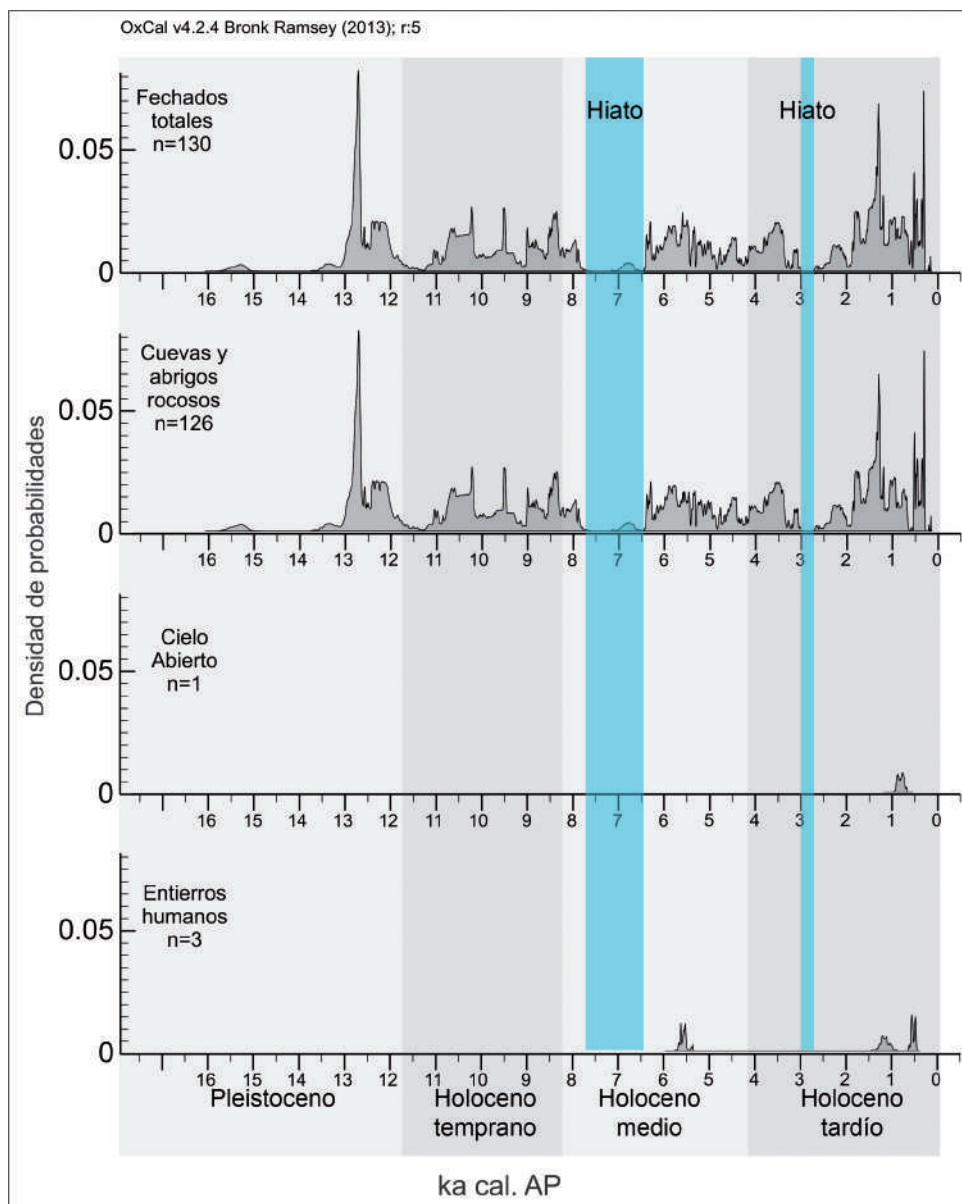 OxCal v4.2.4 Bronk Ramsey (2013); r:5
Densidad de probabilidades
Fechados
totales
n=130
Hiato
Hiato
0.05
0
16 15 14 13 12 11 10 9 8 7 6 5 4 3 2 1 0
Cuevas y
abrigos
rocosos
n=126
0.05
0
16 15 14 13 12 11 10 9 8 7 6 5 4 3 2 1 0
Cielo
Abierto
n=1
0.05
0
16 15 14 13 12 11 10 9 8 7 6 5 4 3 2 1 0
Entierros
humanos
n=3
0.05
0
16 15 14 13 12 11 10 9 8 7 6 5 4 3 2 1 0
Pleistoceno
Holoceno
temprano
Holoceno
medio
Holoceno
tardío
ka cal. AP